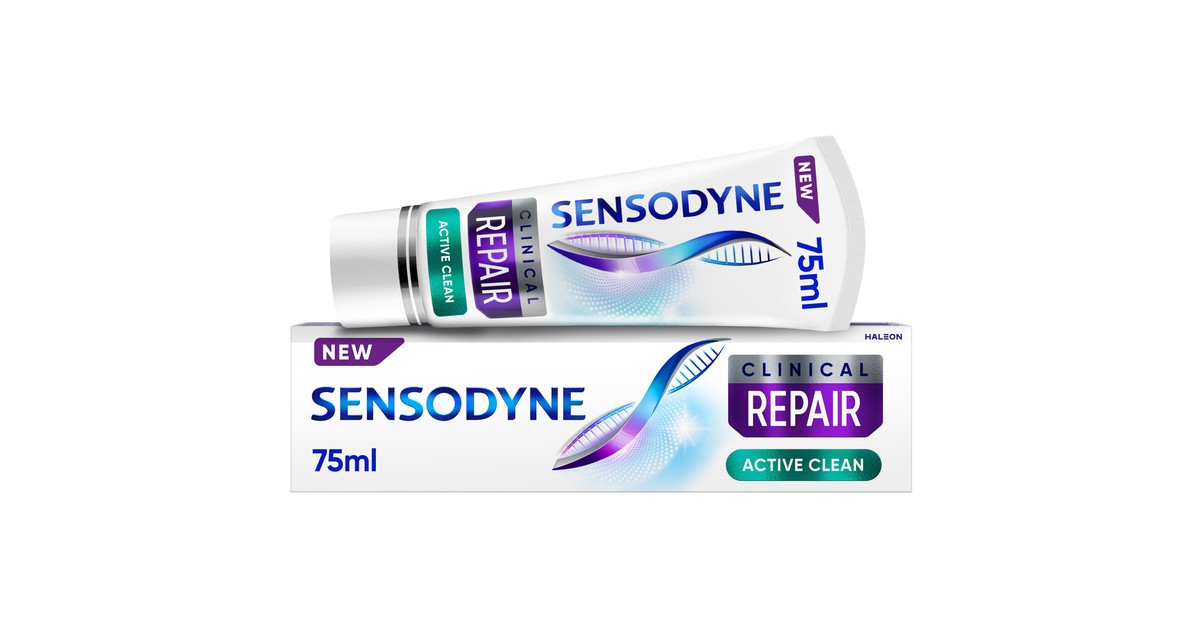 SENSODYNE
NEW
75ml
CLINICAL
REPAIR
ACTIVE CLEAN
HALEON
NEW
SENSODYNE
75ml
CLINICAL
REPAIR
ACTIVE CLEAN